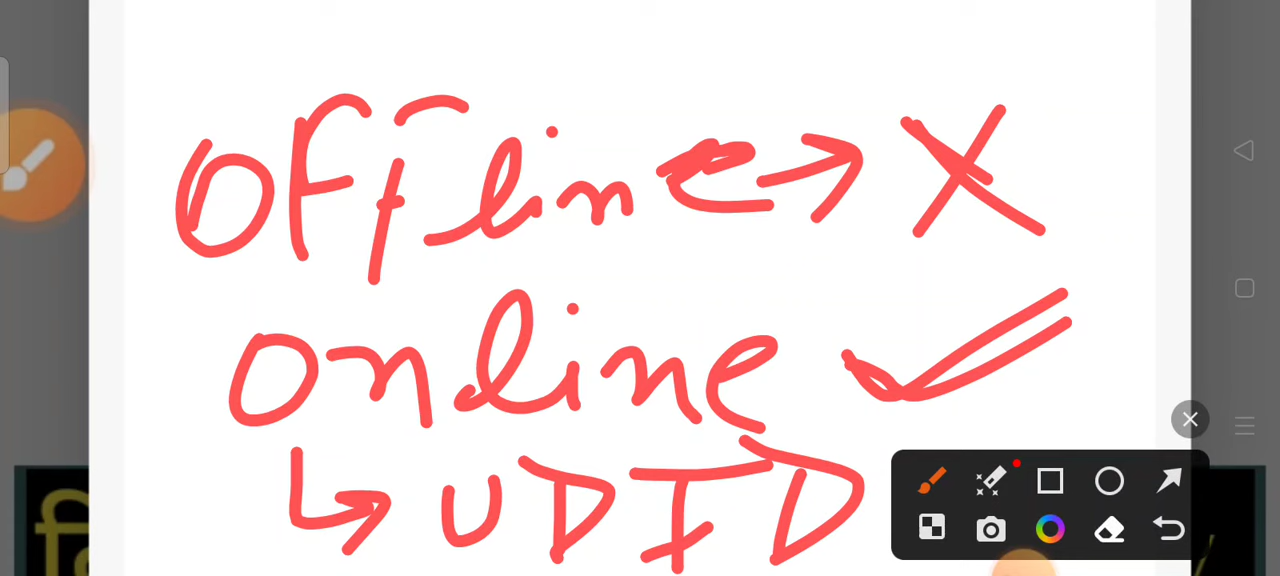 Offline → X
online ✓
↳ UDID